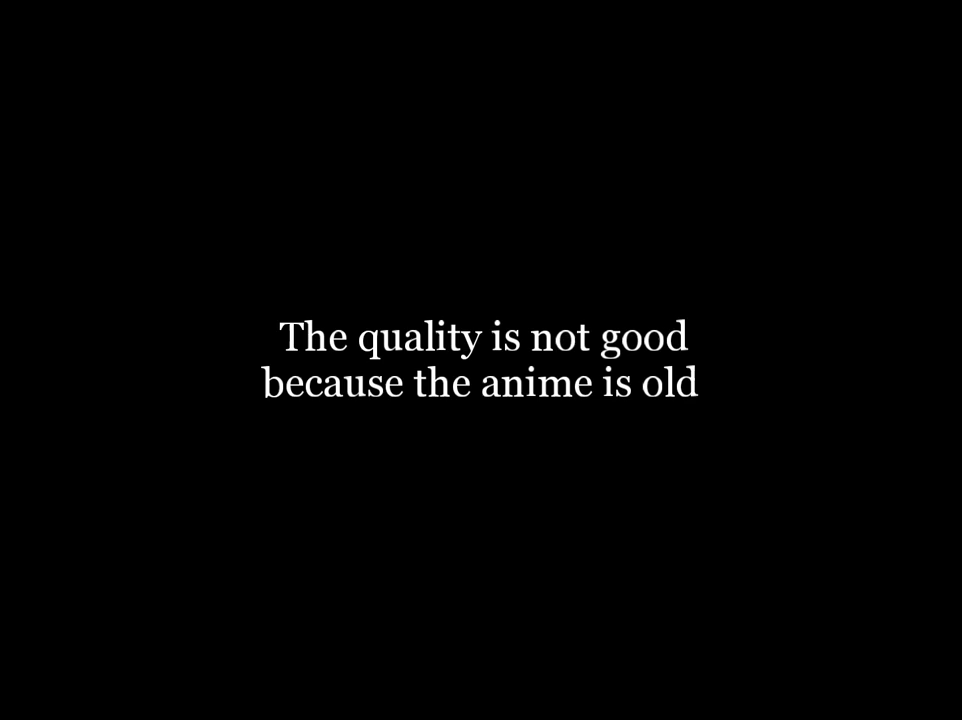 The quality is not good
because the anime is old